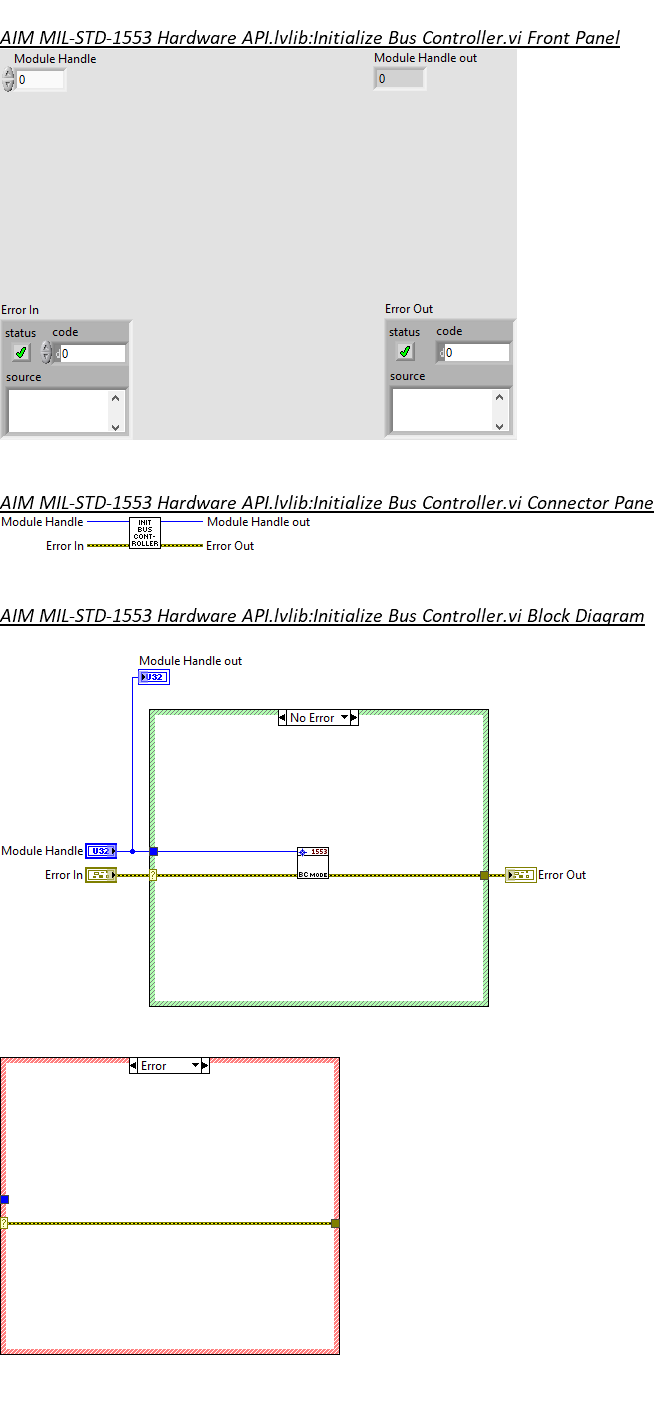 AIM MIL-STD-1553 Hardware API.lvlib:Initialize Bus Controller.vi Front Panel
Module Handle
Module Handle out
0
0
Error In
Error Out
status code
status code
d 0
d 0
source
source
AIM MIL-STD-1553 Hardware API.lvlib:Initialize Bus Controller.vi Connector Pane
Module Handle
INIT
BUS
CONT-
ROLLER
Module Handle out
Error In
Error Out
AIM MIL-STD-1553 Hardware API.lvlib:Initialize Bus Controller.vi Block Diagram
Module Handle out
U32
No Error
Module Handle
U32
1553
BC MODE
Error In
?
Error Out
Error
?